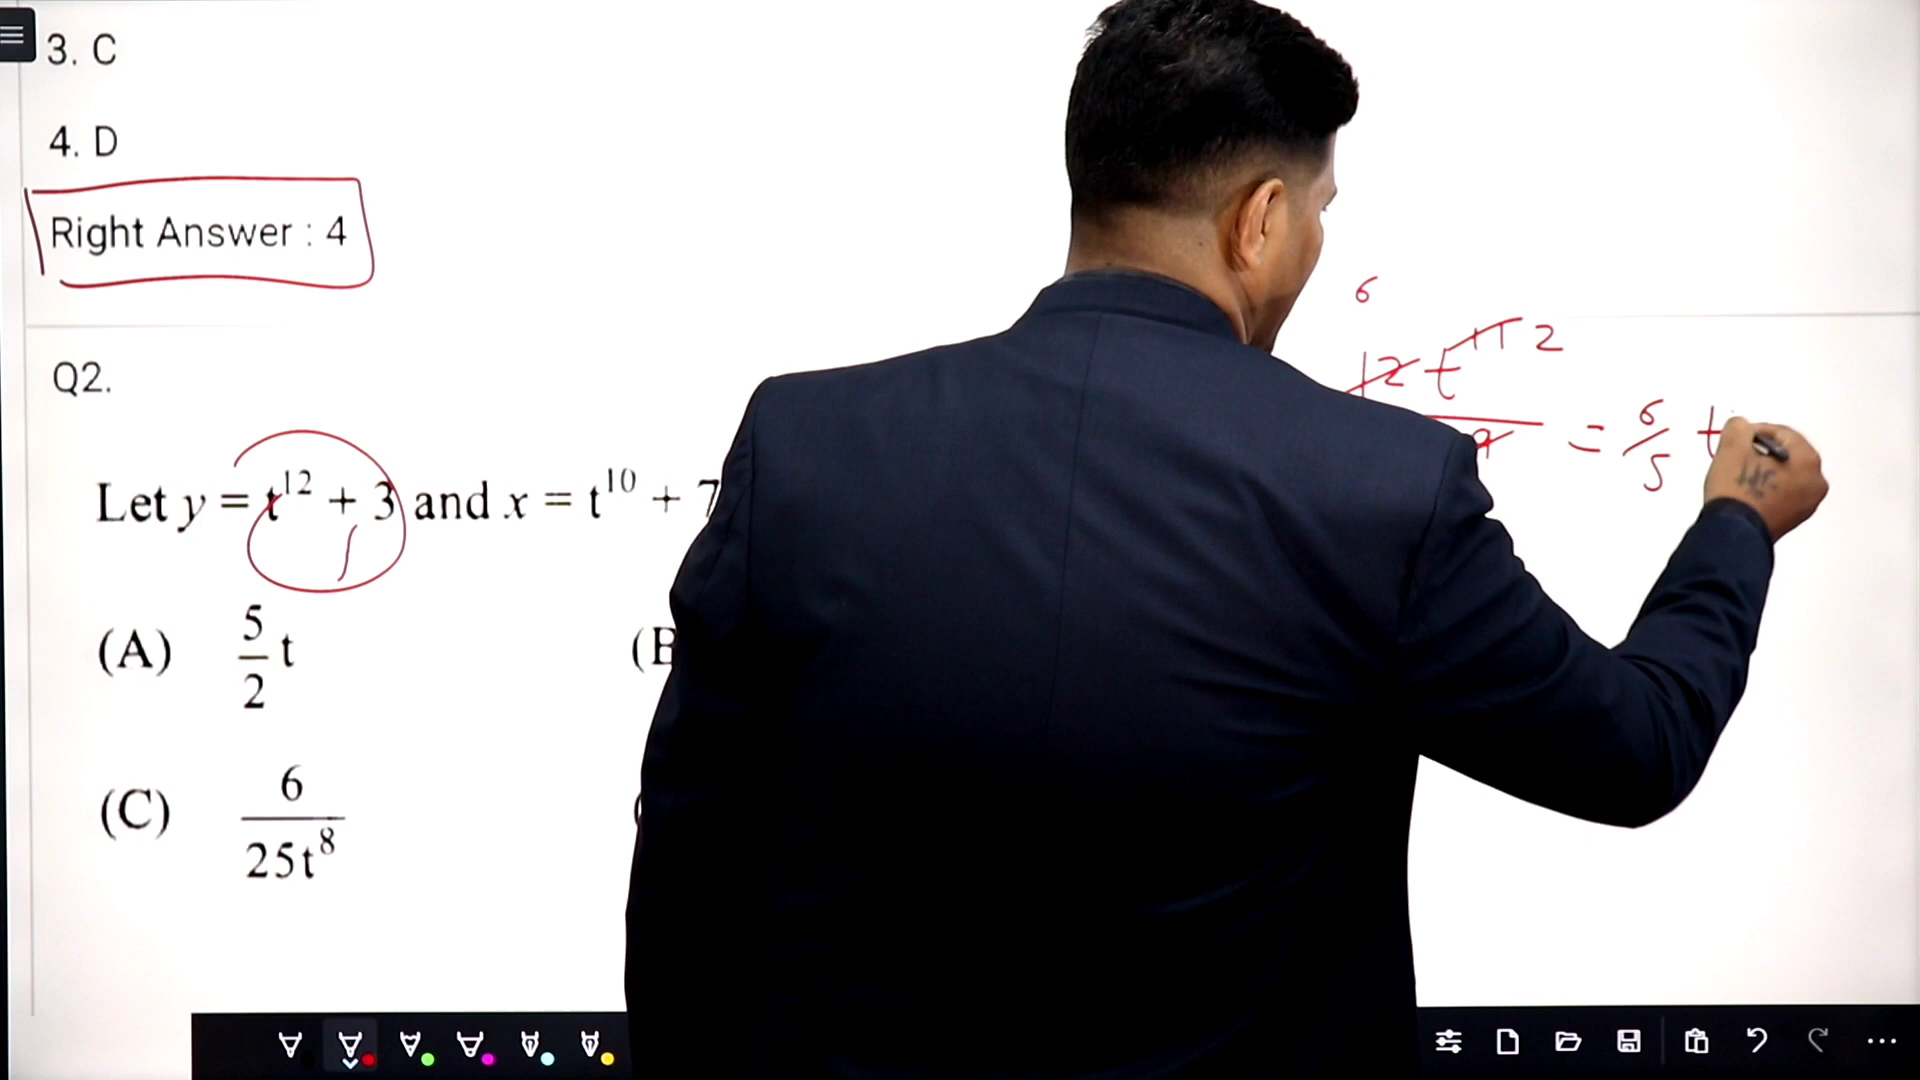 3. C
4. D
Right Answer : 4
Q2.
Let y = t¹² + 3 and x = t¹⁰ + 7
(A) 5/2 t
(B
(C) 6/25t⁸
6
12 t¹¹ 2
9
= 6/5 t